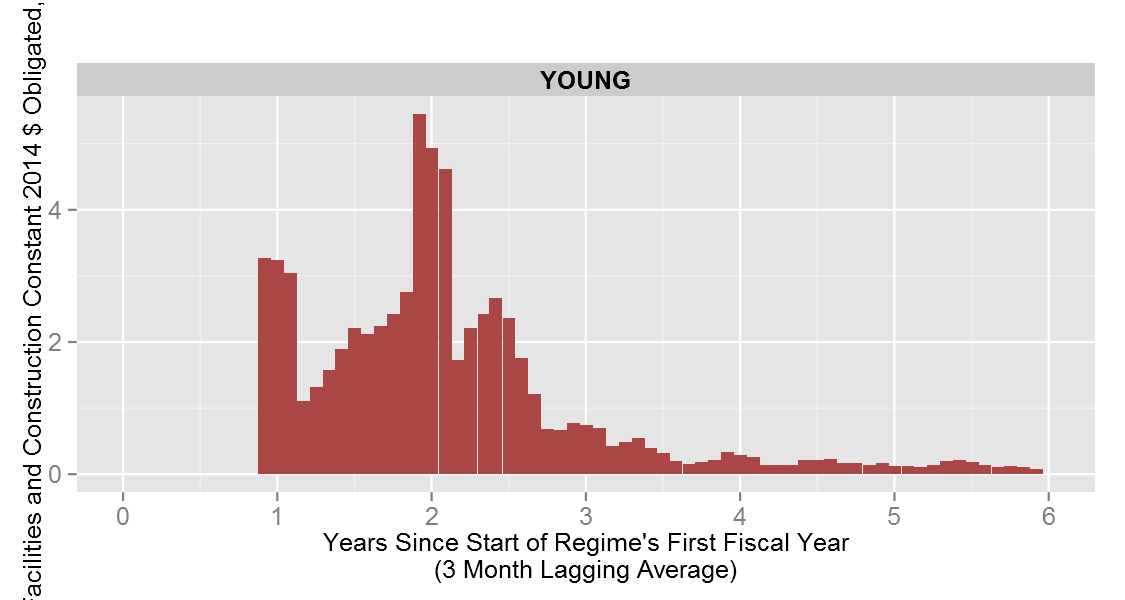 YOUNG
Facilities and Construction Constant 2014 $ Obligated,
4
2
0
0 1 2 3 4 5 6
Years Since Start of Regime's First Fiscal Year
(3 Month Lagging Average)